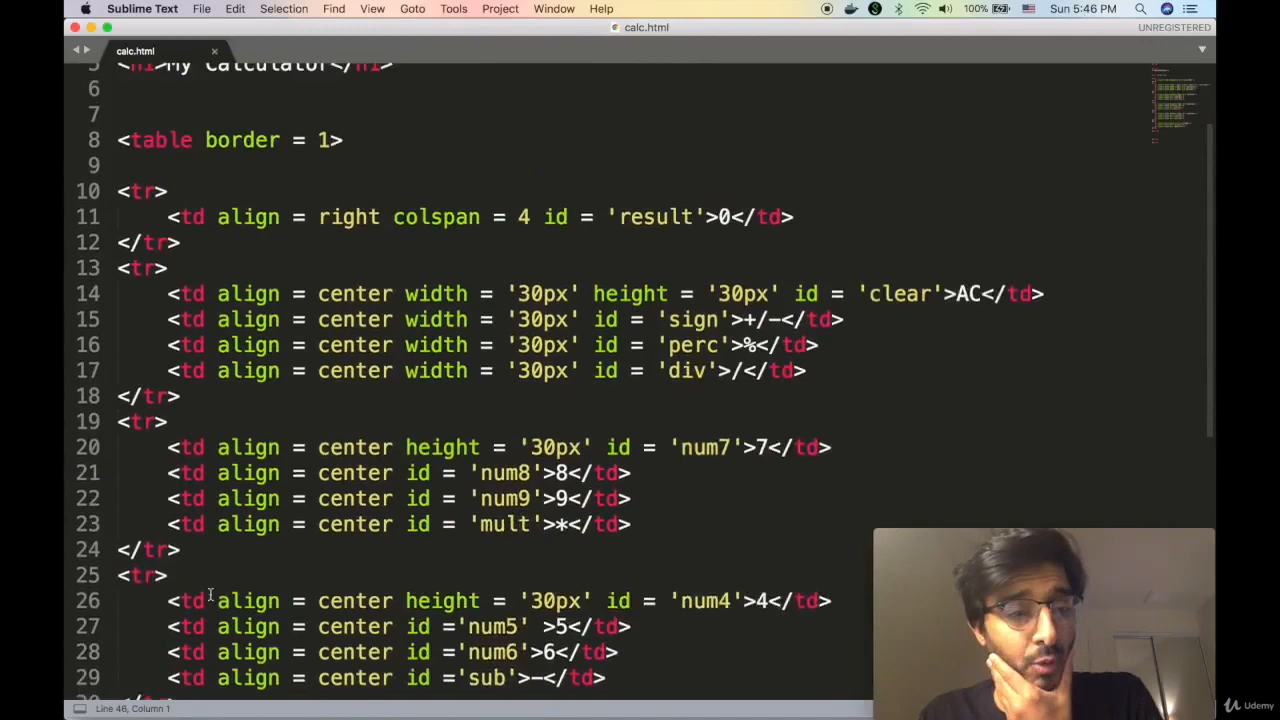 Sublime Text File Edit Selection Find View Goto Tools Project Window Help 100% Sun 5:46 PM
calc.html UNREGISTERED
calc.html
5 <h1>My Calculator</h1>
6
7
8 <table border = 1>
9
10 <tr>
11 <td align = right colspan = 4 id = 'result'>0</td>
12 </tr>
13 <tr>
14 <td align = center width = '30px' height = '30px' id = 'clear'>AC</td>
15 <td align = center width = '30px' id = 'sign'>+/-</td>
16 <td align = center width = '30px' id = 'perc'>%</td>
17 <td align = center width = '30px' id = 'div'>/</td>
18 </tr>
19 <tr>
20 <td align = center height = '30px' id = 'num7'>7</td>
21 <td align = center id = 'num8'>8</td>
22 <td align = center id = 'num9'>9</td>
23 <td align = center id = 'mult'>*</td>
24 </tr>
25 <tr>
26 <td align = center height = '30px' id = 'num4'>4</td>
27 <td align = center id ='num5' >5</td>
28 <td align = center id ='num6'>6</td>
29 <td align = center id ='sub'>-</td>
30 </tr>
Line 46, Column 1
Udemy